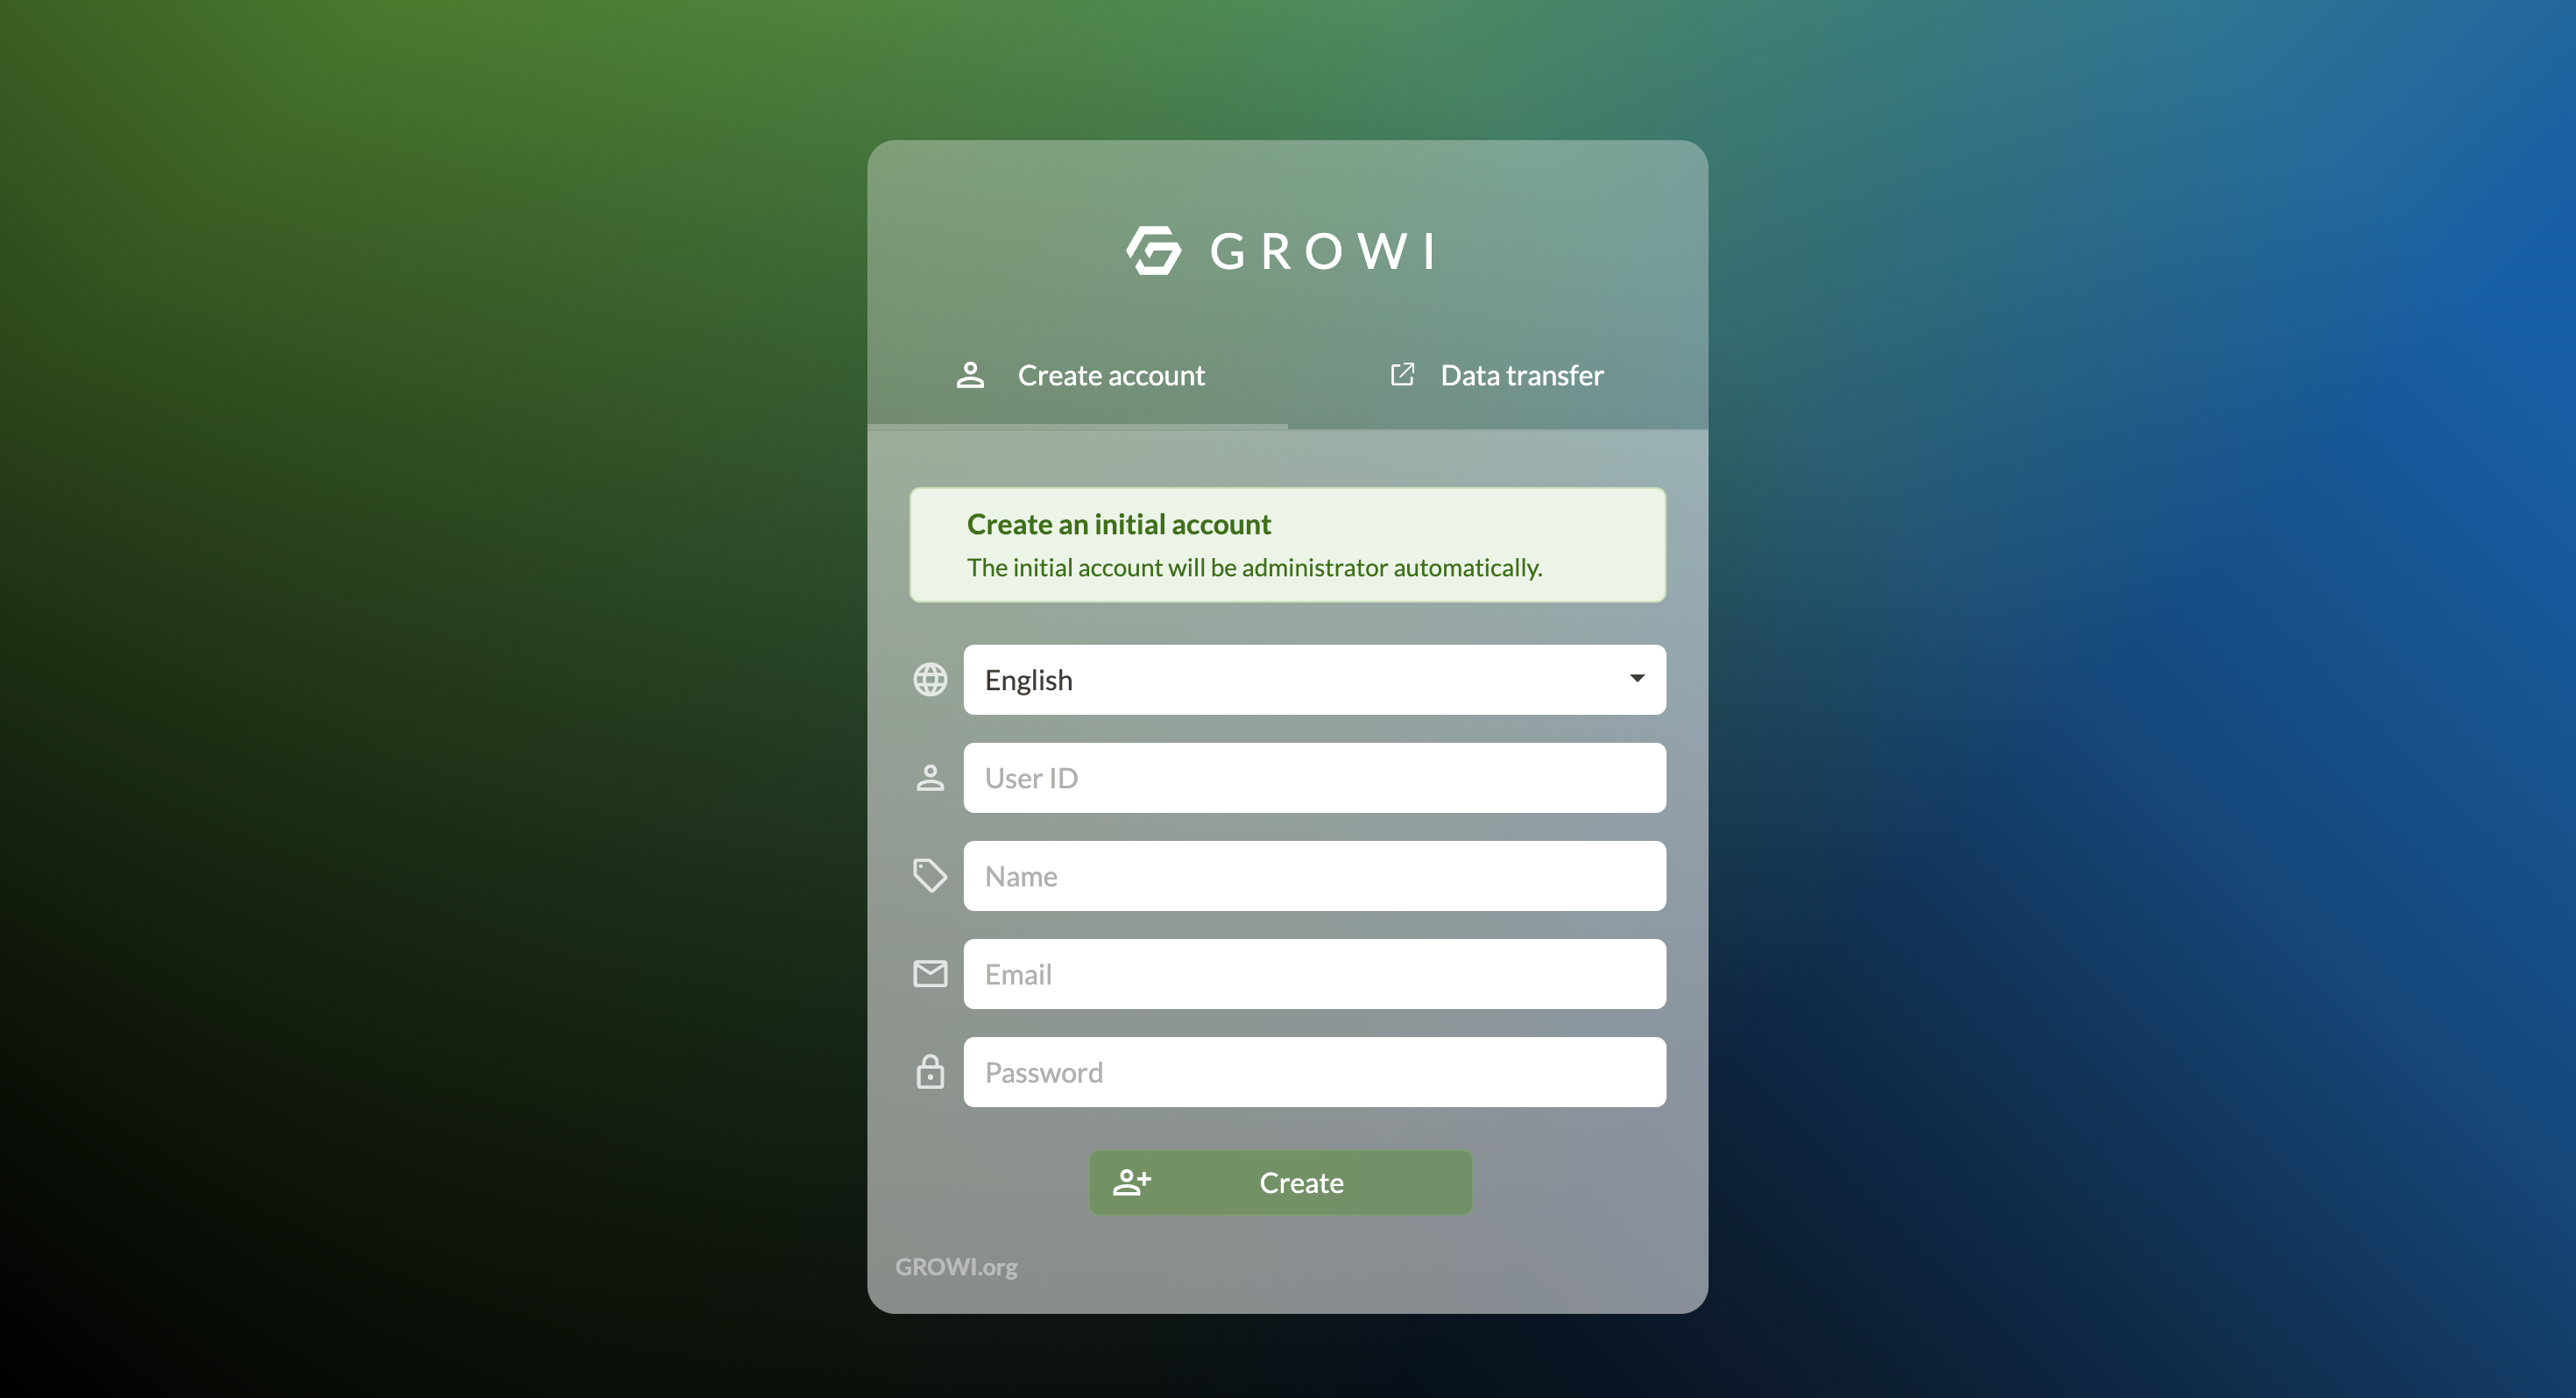 GROWI
Create account
Data transfer
Create an initial account
The initial account will be administrator automatically.
English
User ID
Name
Email
Password
Create
GROWI.org